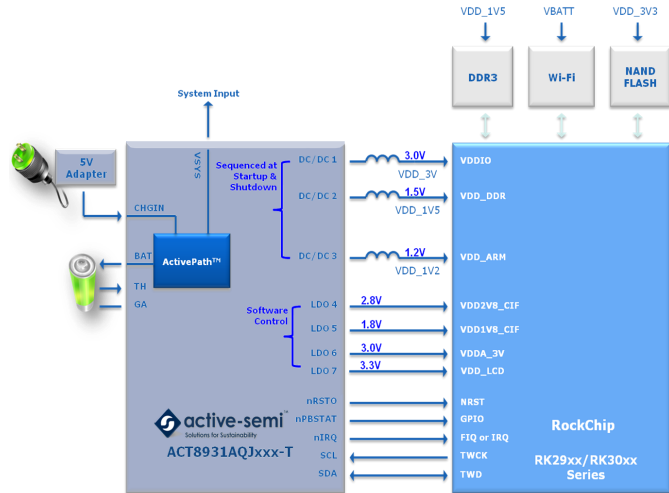 VDD_1V5
VBATT
VDD_3V3
DDR3
Wi-Fi
NAND
FLASH
System Input
5V
Adapter
VSYS
Sequenced at
Startup &
Shutdown
DC/DC 1
3.0V
VDD_3V
VDDIO
DC/DC 2
1.5V
VDD_1V5
VDD_DDR
CHGIN
ActivePath™
BAT
TH
GA
DC/DC 3
1.2V
VDD_1V2
VDD_ARM
Software
Control
LDO 4
2.8V
VDD2V8_CIF
LDO 5
1.8V
VDD1V8_CIF
LDO 6
3.0V
VDDA_3V
LDO 7
3.3V
VDD_LCD
nRSTO
NRST
nPBSTAT
GPIO
nIRQ
FIQ or IRQ
SCL
TWCK
SDA
TWD
active-semi™
Solutions for Sustainability
ACT8931AQJxxx-T
RockChip
RK29xx/RK30xx
Series